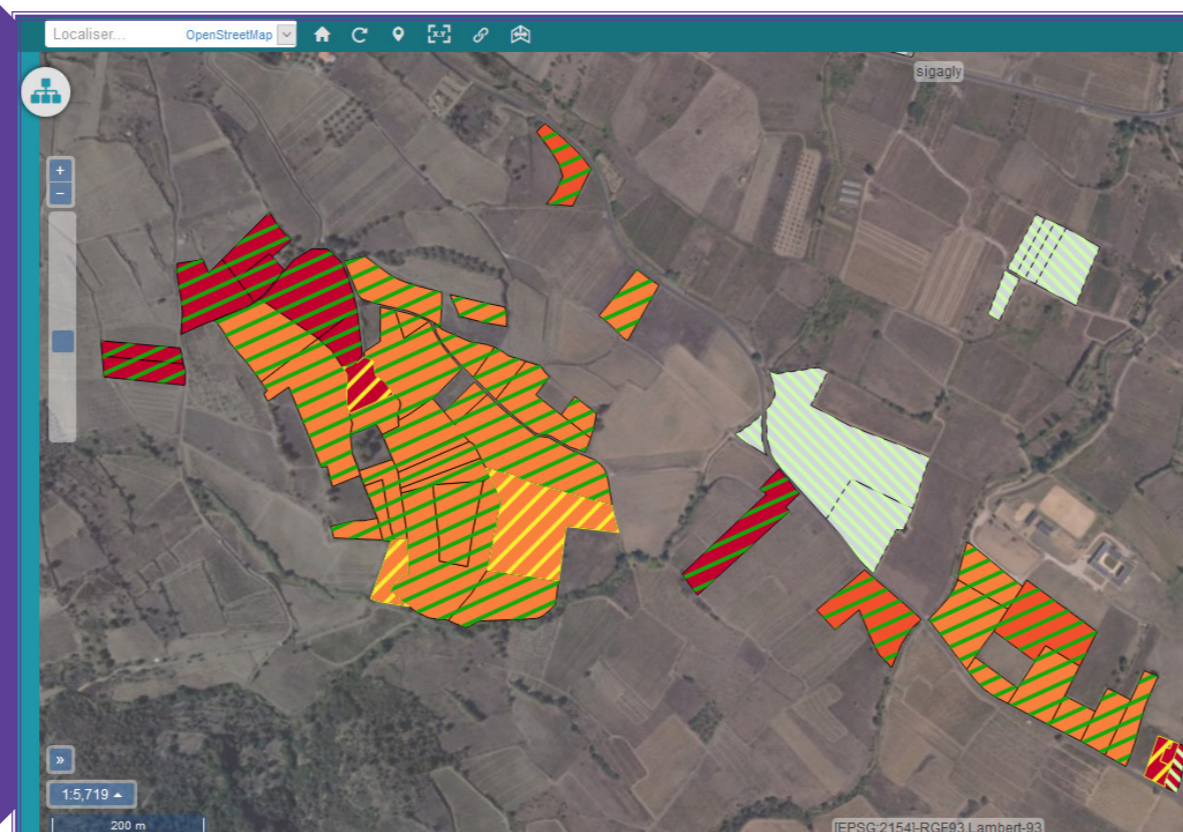 Localiser... OpenStreetMap
X,Y
sigagly
+
−
»
1:5,719
200 m
[EPSG:2154]-RGF93 Lambert-93